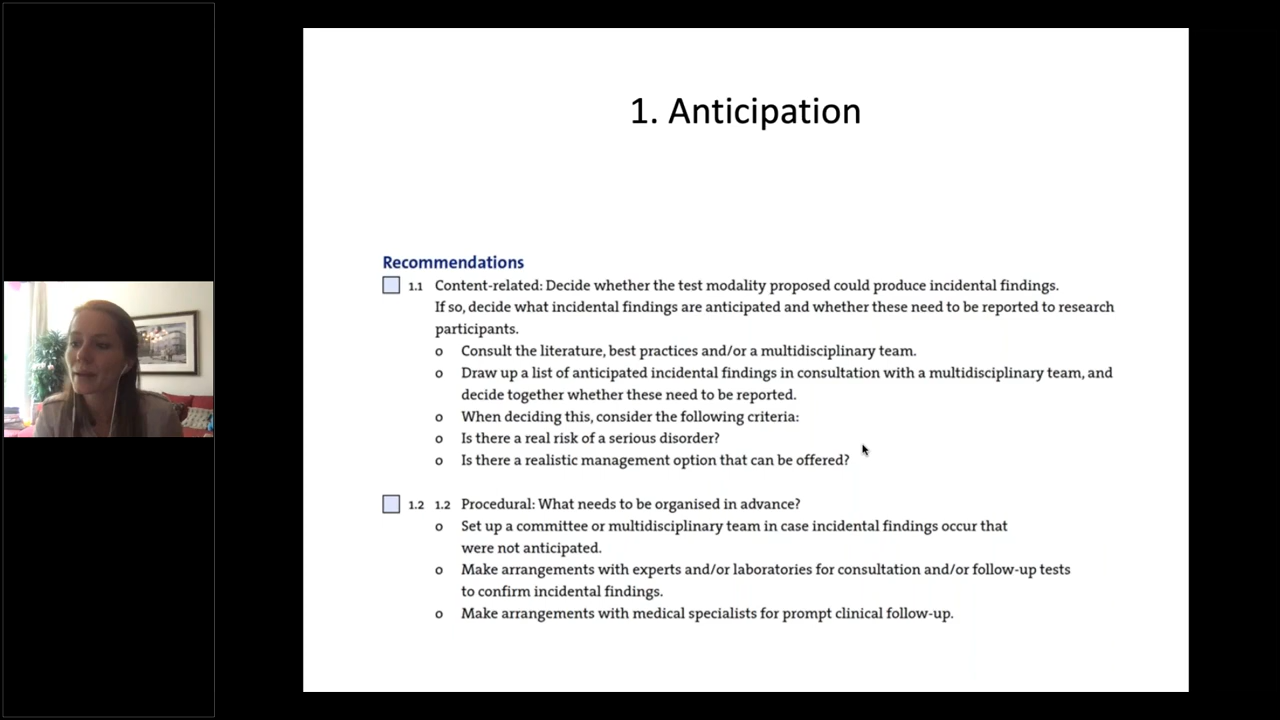 1. Anticipation
Recommendations
1.1 Content-related: Decide whether the test modality proposed could produce incidental findings.
If so, decide what incidental findings are anticipated and whether these need to be reported to research
participants.
o Consult the literature, best practices and/or a multidisciplinary team.
o Draw up a list of anticipated incidental findings in consultation with a multidisciplinary team, and
decide together whether these need to be reported.
o When deciding this, consider the following criteria:
o Is there a real risk of a serious disorder?
o Is there a realistic management option that can be offered?
1.2 1.2 Procedural: What needs to be organised in advance?
o Set up a committee or multidisciplinary team in case incidental findings occur that
were not anticipated.
o Make arrangements with experts and/or laboratories for consultation and/or follow-up tests
to confirm incidental findings.
o Make arrangements with medical specialists for prompt clinical follow-up.